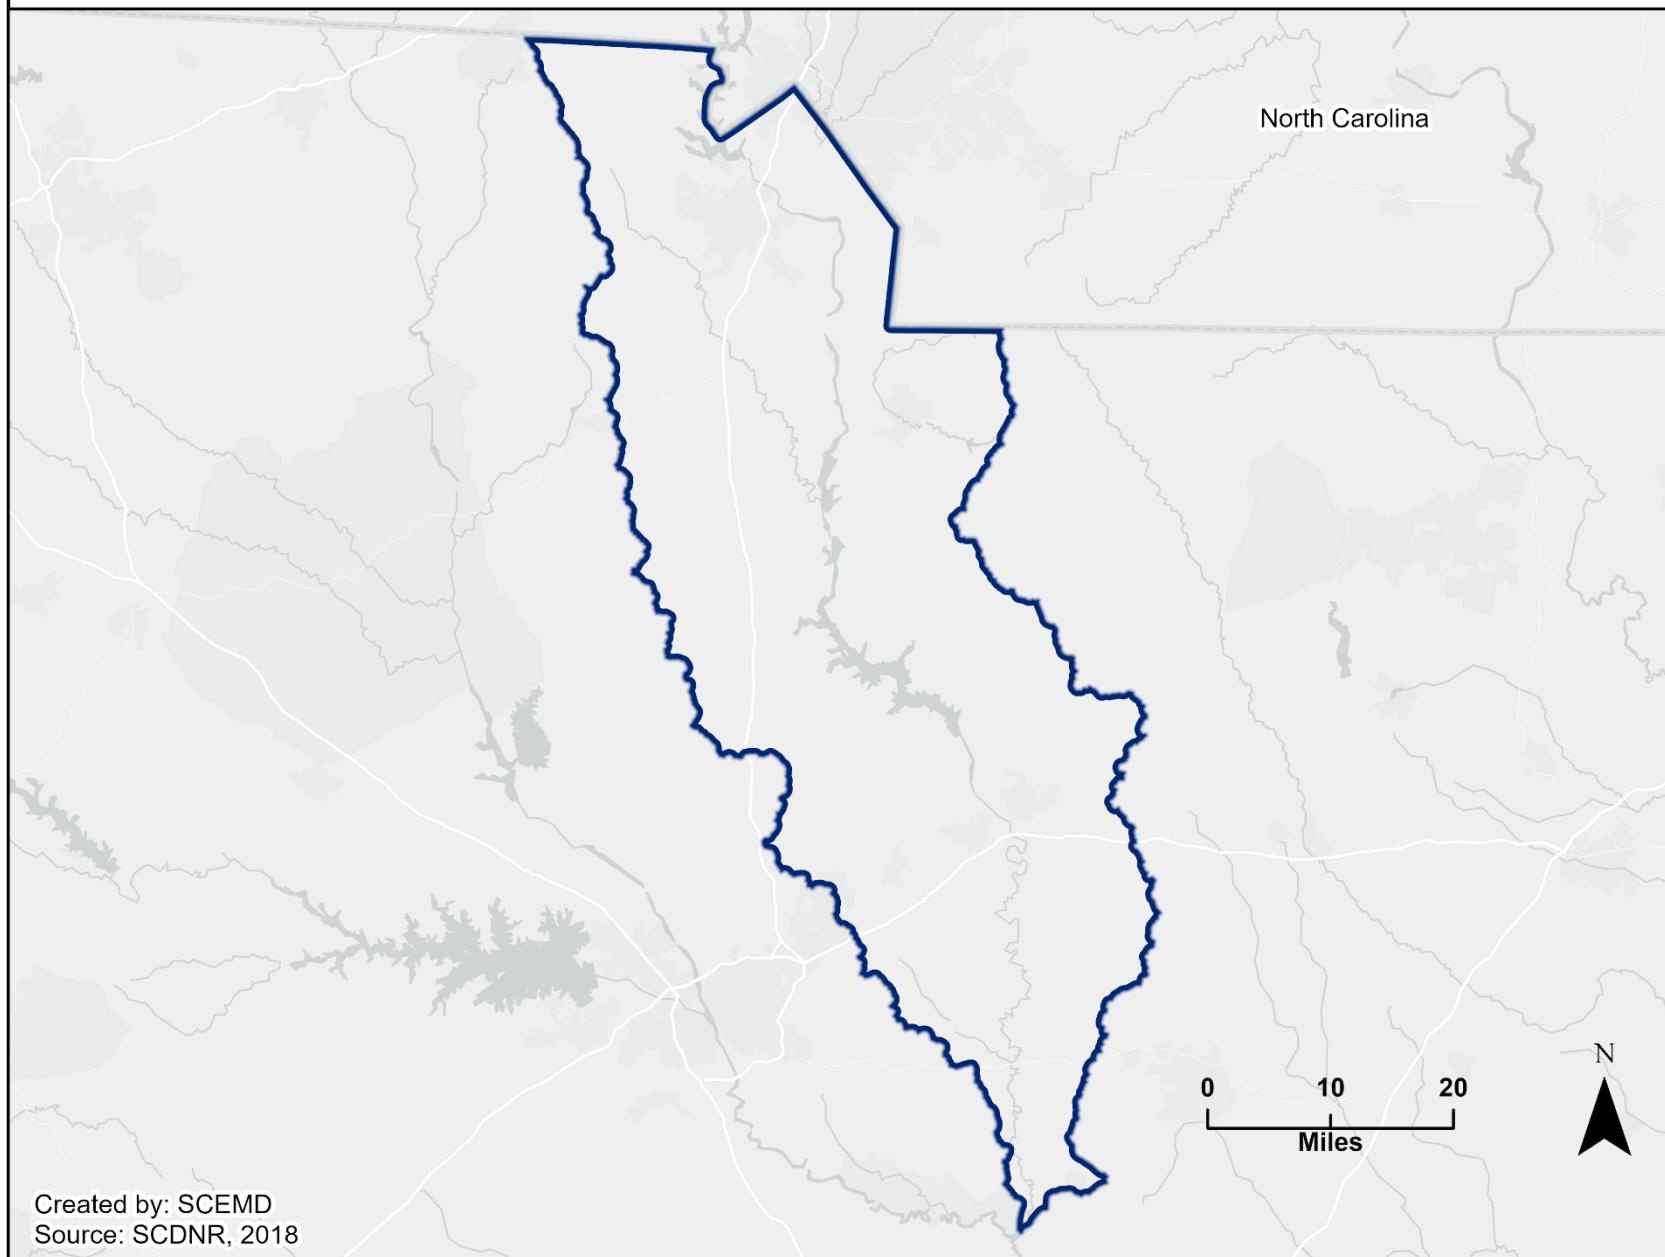 North Carolina
N
0 10 20
Miles
Created by: SCEMD
Source: SCDNR, 2018